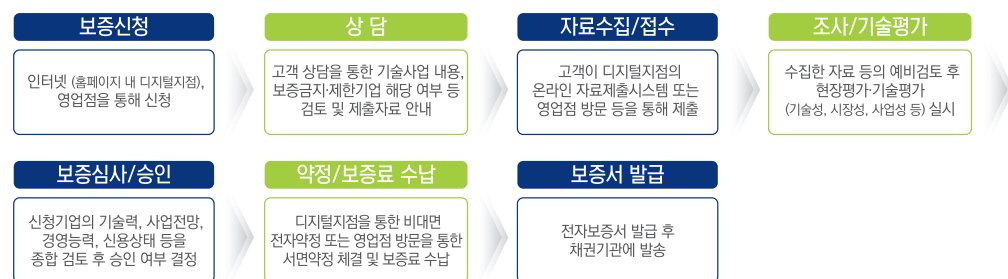 보증신청
인터넷 (홈페이지 내 디지털지점),
영업점을 통해 신청
상 담
고객 상담을 통한 기술사업 내용,
보증금지·제한기업 해당 여부 등
검토 및 제출자료 안내
자료수집/접수
고객이 디지털지점의
온라인 자료제출시스템 또는
영업점 방문 등을 통해 제출
조사/기술평가
수집한 자료 등의 예비검토 후
현장평가·기술평가
(기술성, 시장성, 사업성 등) 실시
보증심사/승인
신청기업의 기술력, 사업전망,
경영능력, 신용상태 등을
종합 검토 후 승인 여부 결정
약정/보증료 수납
디지털지점을 통한 비대면
전자약정 또는 영업점 방문을 통한
서면약정 체결 및 보증료 수납
보증서 발급
전자보증서 발급 후
채권기관에 발송